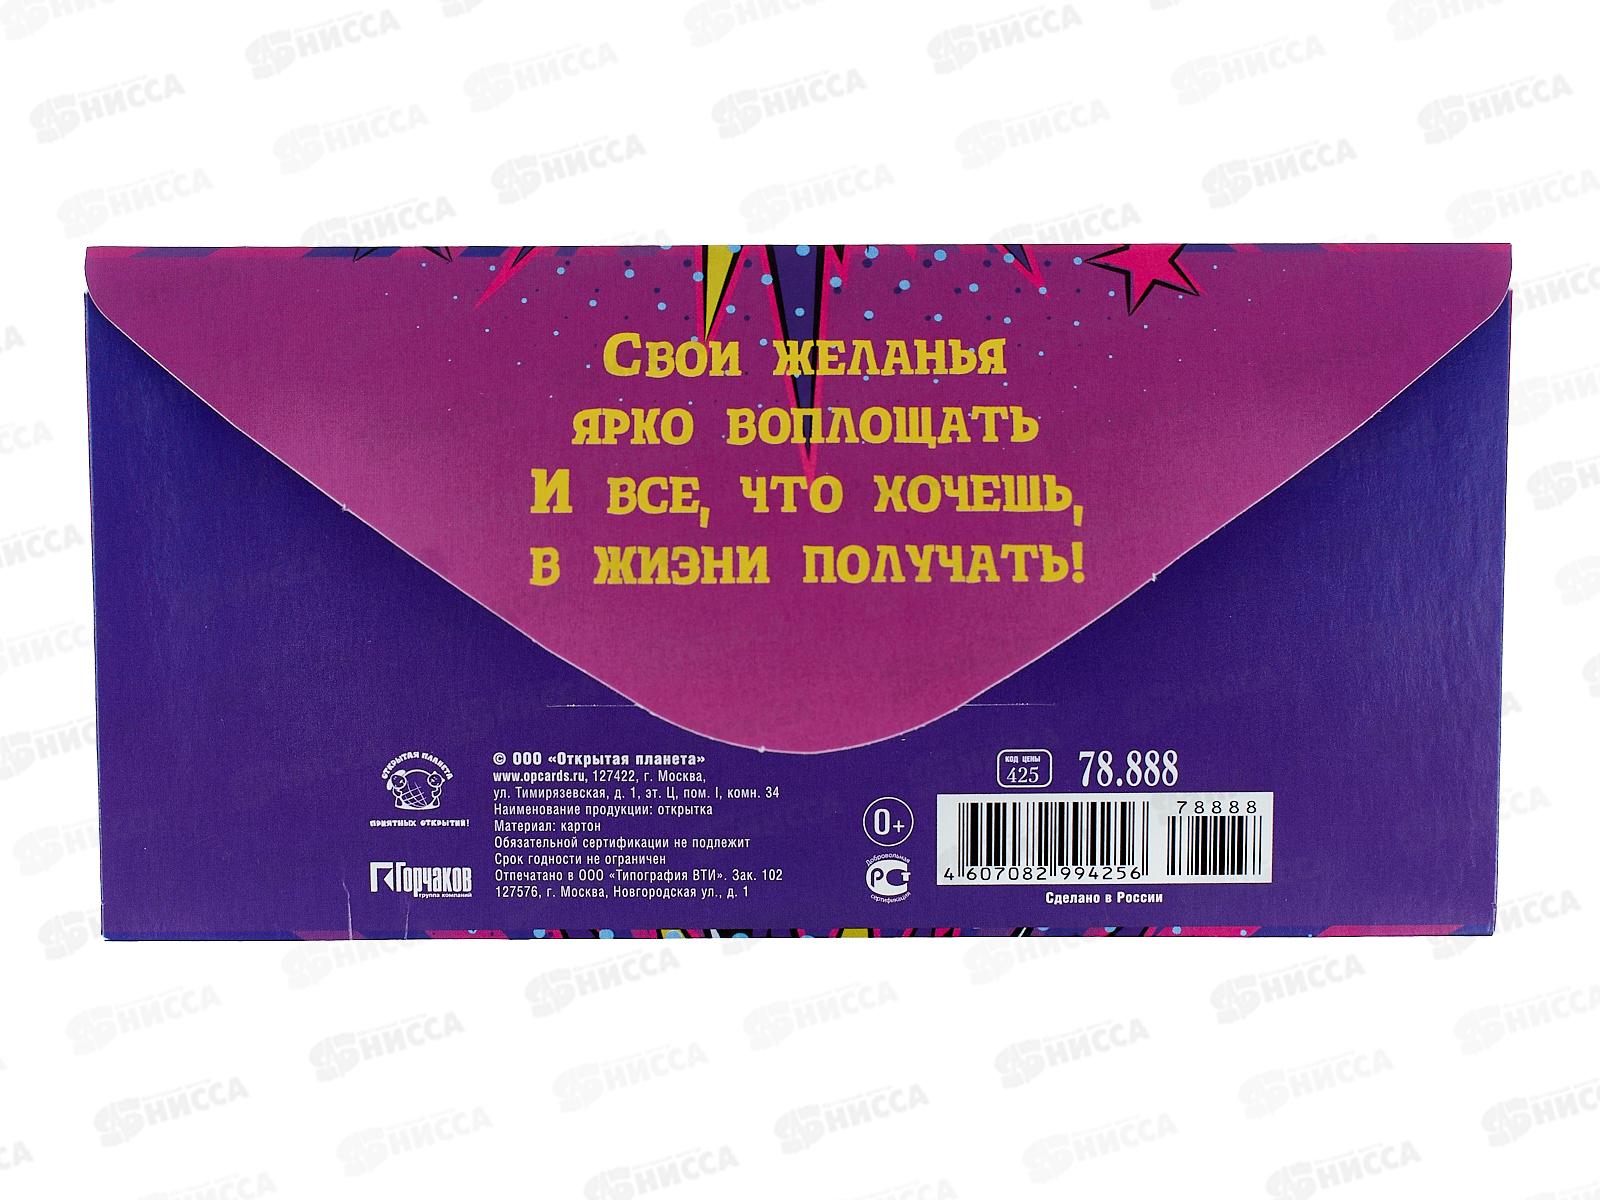 Свои желанья
ярко воплощать
И все, что хочешь,
в жизни получать!
ОТКРЫТАЯ ПЛАНЕТА
ПРИЯТНЫХ ОТКРЫТИЙ!
Горчаков
группа компаний
© ООО «Открытая планета»
www.opcards.ru, 127422, г. Москва,
ул. Тимирязевская, д. 1, эт. Ц, пом. I, комн. 34
Наименование продукции: открытка
Материал: картон
Обязательной сертификации не подлежит
Срок годности не ограничен
Отпечатано в ООО «Типография ВТИ». Зак. 102
127576, г. Москва, Новгородская ул., д. 1
0+
Добровольная
РСТ
сертификация
КОД ЦЕНЫ
425
78.888
78888
4 607082 994256
Сделано в России
НИССА